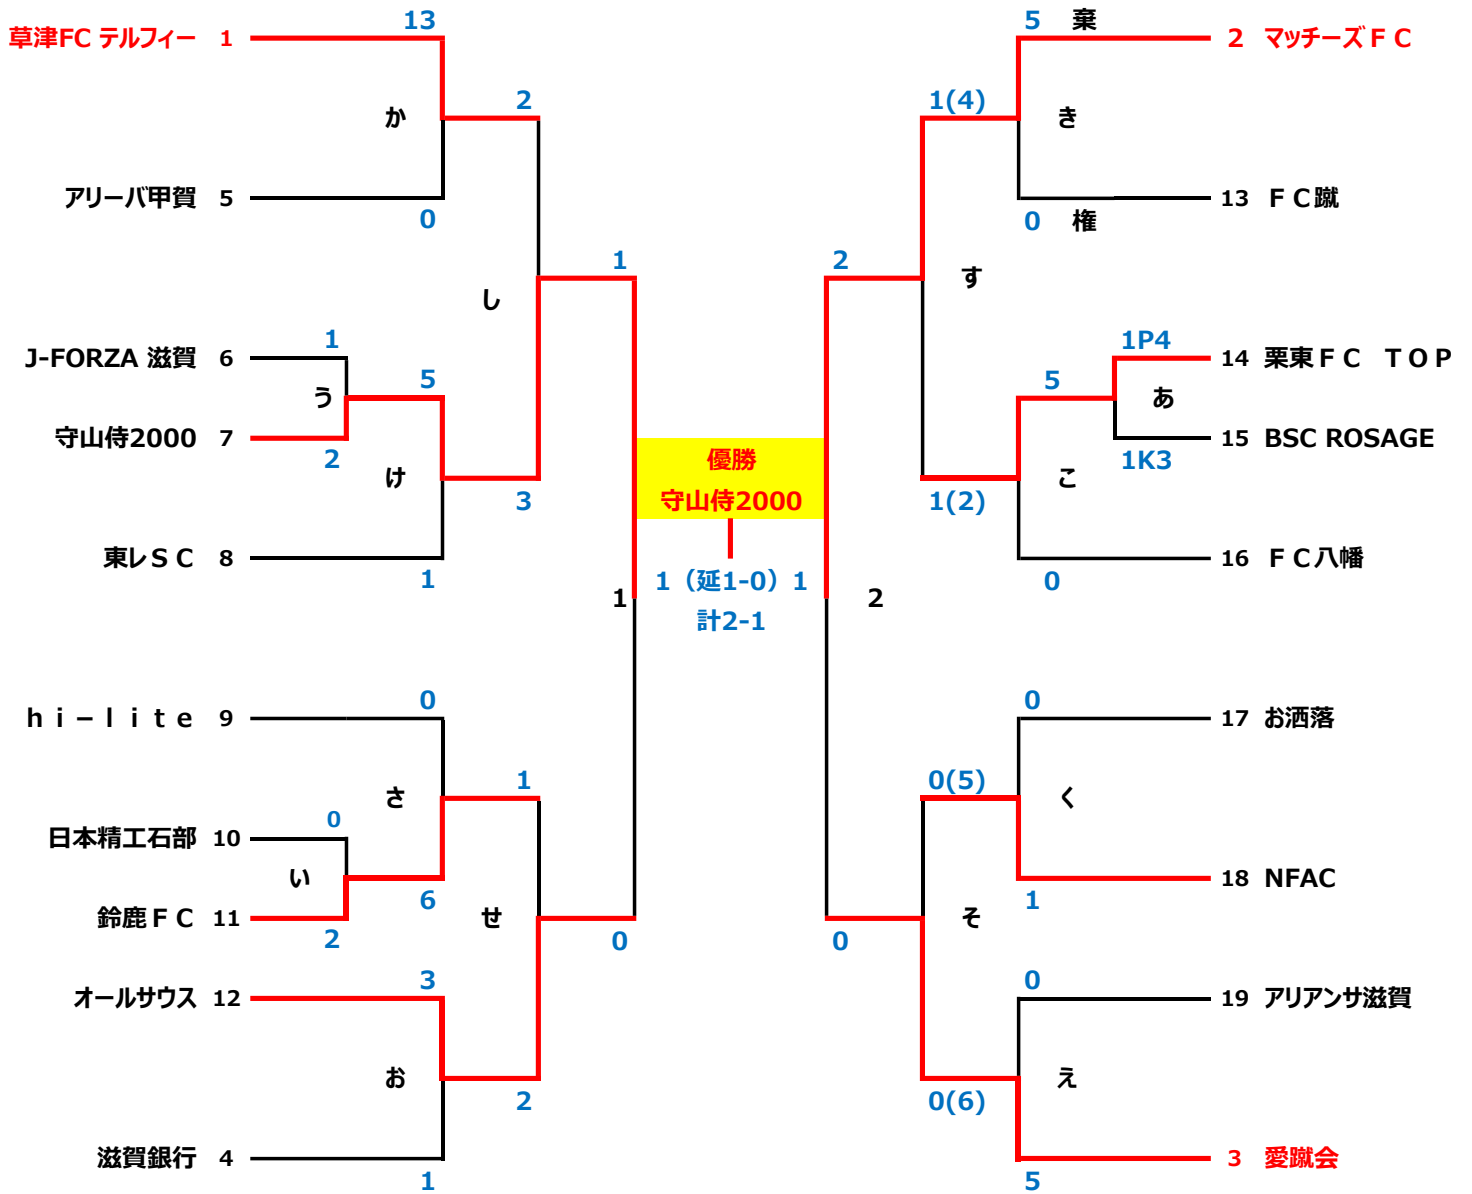 13
5 棄
草津FC テルフィー 1
2 マッチーズＦＣ
2
1(4)
か
き
アリーバ甲賀 5
13 ＦＣ蹴
0
0 権
1
2
す
し
1
1P4
J-FORZA 滋賀 6
14 栗東ＦＣ　ＴＯＰ
5
5
う
あ
守山侍2000 7
15 BSC ROSAGE
2
1K3
優勝
け
こ
守山侍2000
3
1(2)
東レＳＣ 8
16 ＦＣ八幡
1
0
1（延1-0）1
1
2
計2-1
0
0
ｈｉ－ｌｉｔｅ 9
17 お洒落
1
0(5)
さ
く
0
日本精工石部 10
い
18 NFAC
6
1
鈴鹿ＦＣ 11
せ
そ
2
0
0
3
0
オールサウス 12
19 アリアンサ滋賀
お
え
2
0(6)
滋賀銀行 4
3 愛蹴会
1
5